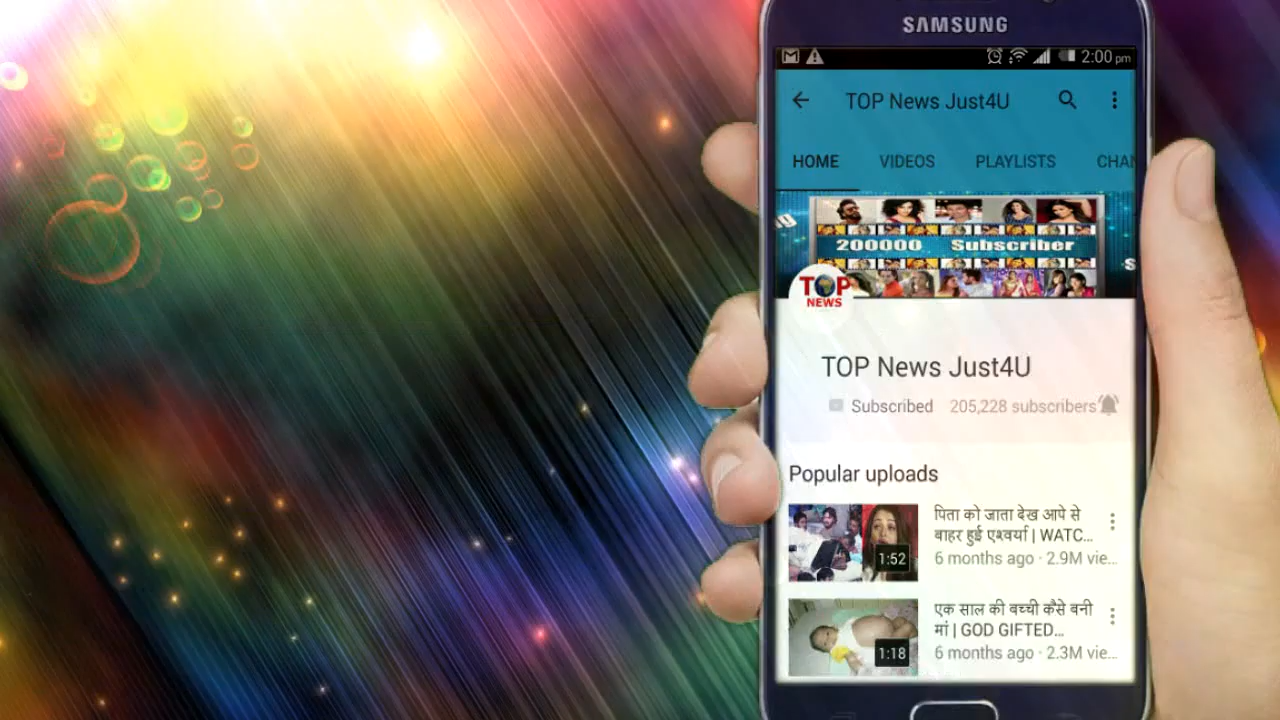 SAMSUNG
2:00 pm
TOP News Just4U
HOME VIDEOS PLAYLISTS CHAN
200000 Subscriber
TOP
NEWS
TOP News Just4U
Subscribed 205,228 subscribers
Popular uploads
पिता को जाता देख आपे से
बाहर हुई एश्वर्या | WATC...
6 months ago · 2.9M vie...
1:52
एक साल की बच्ची कैसे बनी
मां | GOD GIFTED...
6 months ago · 2.3M vie...
1:18